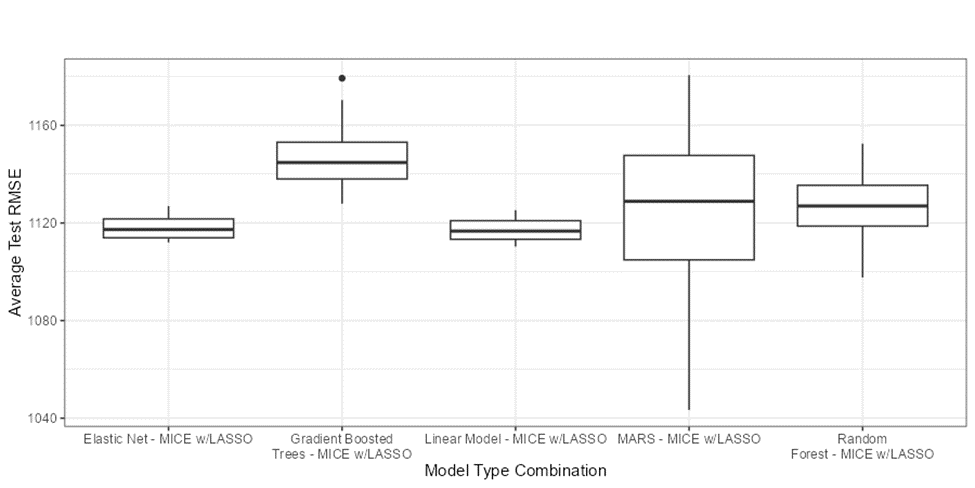 1160
1120
1080
1040
Average Test RMSE
Elastic Net - MICE w/LASSO
Gradient Boosted
Trees - MICE w/LASSO
Linear Model - MICE w/LASSO
MARS - MICE w/LASSO
Random
Forest - MICE w/LASSO
Model Type Combination